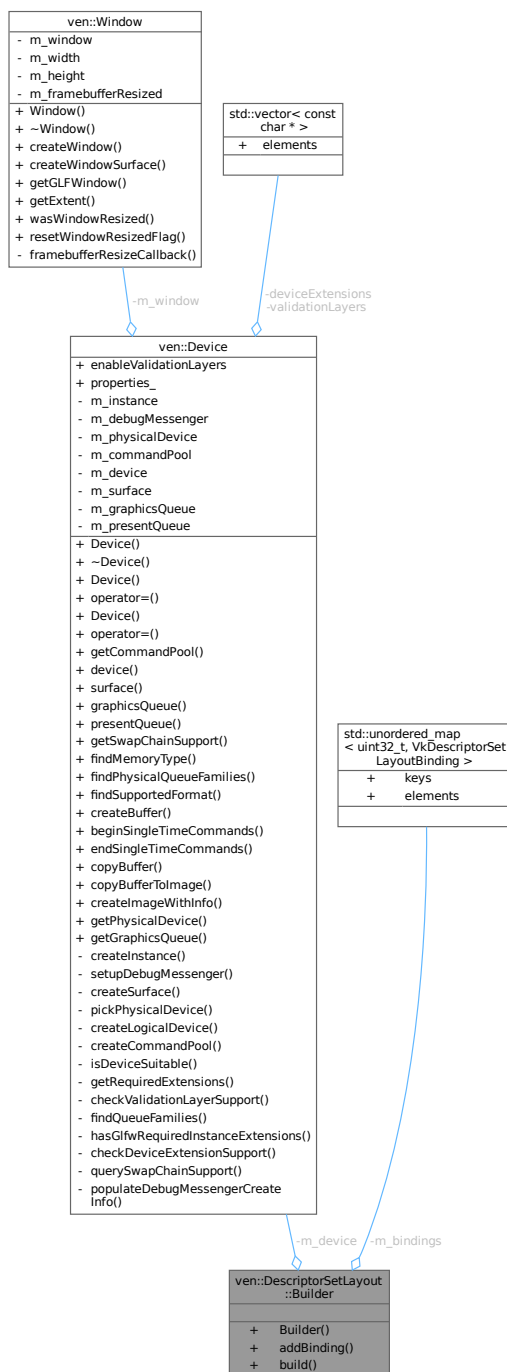 ven::Window
- m_window
- m_width
- m_height
- m_framebufferResized
+ Window()
+ ~Window()
+ createWindow()
+ createWindowSurface()
+ getGLFWindow()
+ getExtent()
+ wasWindowResized()
+ resetWindowResizedFlag()
- framebufferResizeCallback()
std::vector< const
char * >
+ elements
-m_window
-deviceExtensions
-validationLayers
ven::Device
+ enableValidationLayers
+ properties_
- m_instance
- m_debugMessenger
- m_physicalDevice
- m_commandPool
- m_device
- m_surface
- m_graphicsQueue
- m_presentQueue
+ Device()
+ ~Device()
+ Device()
+ operator=()
+ Device()
+ operator=()
+ getCommandPool()
+ device()
+ surface()
+ graphicsQueue()
+ presentQueue()
+ getSwapChainSupport()
+ findMemoryType()
+ findPhysicalQueueFamilies()
+ findSupportedFormat()
+ createBuffer()
+ beginSingleTimeCommands()
+ endSingleTimeCommands()
+ copyBuffer()
+ copyBufferToImage()
+ createImageWithInfo()
+ getPhysicalDevice()
+ getGraphicsQueue()
- createInstance()
- setupDebugMessenger()
- createSurface()
- pickPhysicalDevice()
- createLogicalDevice()
- createCommandPool()
- isDeviceSuitable()
- getRequiredExtensions()
- checkValidationLayerSupport()
- findQueueFamilies()
- hasGlfwRequiredInstanceExtensions()
- checkDeviceExtensionSupport()
- querySwapChainSupport()
- populateDebugMessengerCreate
Info()
std::unordered_map
< uint32_t, VkDescriptorSet
LayoutBinding >
+ keys
+ elements
-m_device
-m_bindings
ven::DescriptorSetLayout
::Builder
+ Builder()
+ addBinding()
+ build()